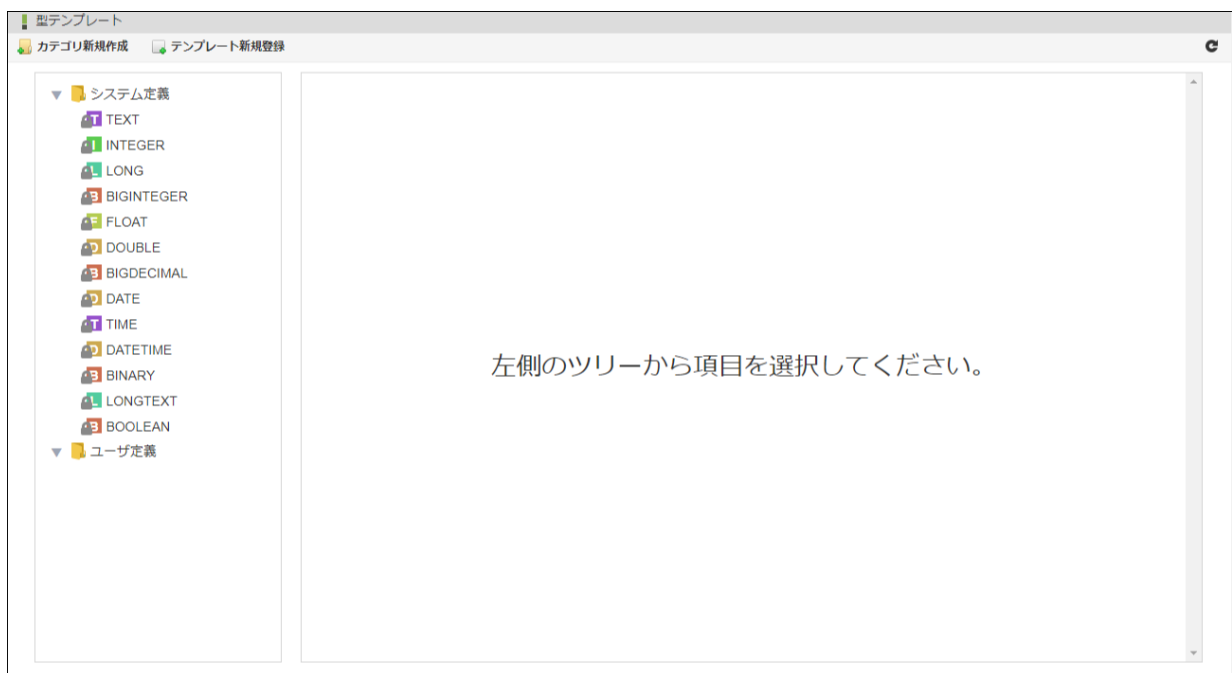 型テンプレート
カテゴリ新規作成 テンプレート新規登録
システム定義
TEXT
INTEGER
LONG
BIGINTEGER
FLOAT
DOUBLE
BIGDECIMAL
DATE
TIME
DATETIME
BINARY
LONGTEXT
BOOLEAN
ユーザ定義
左側のツリーから項目を選択してください。